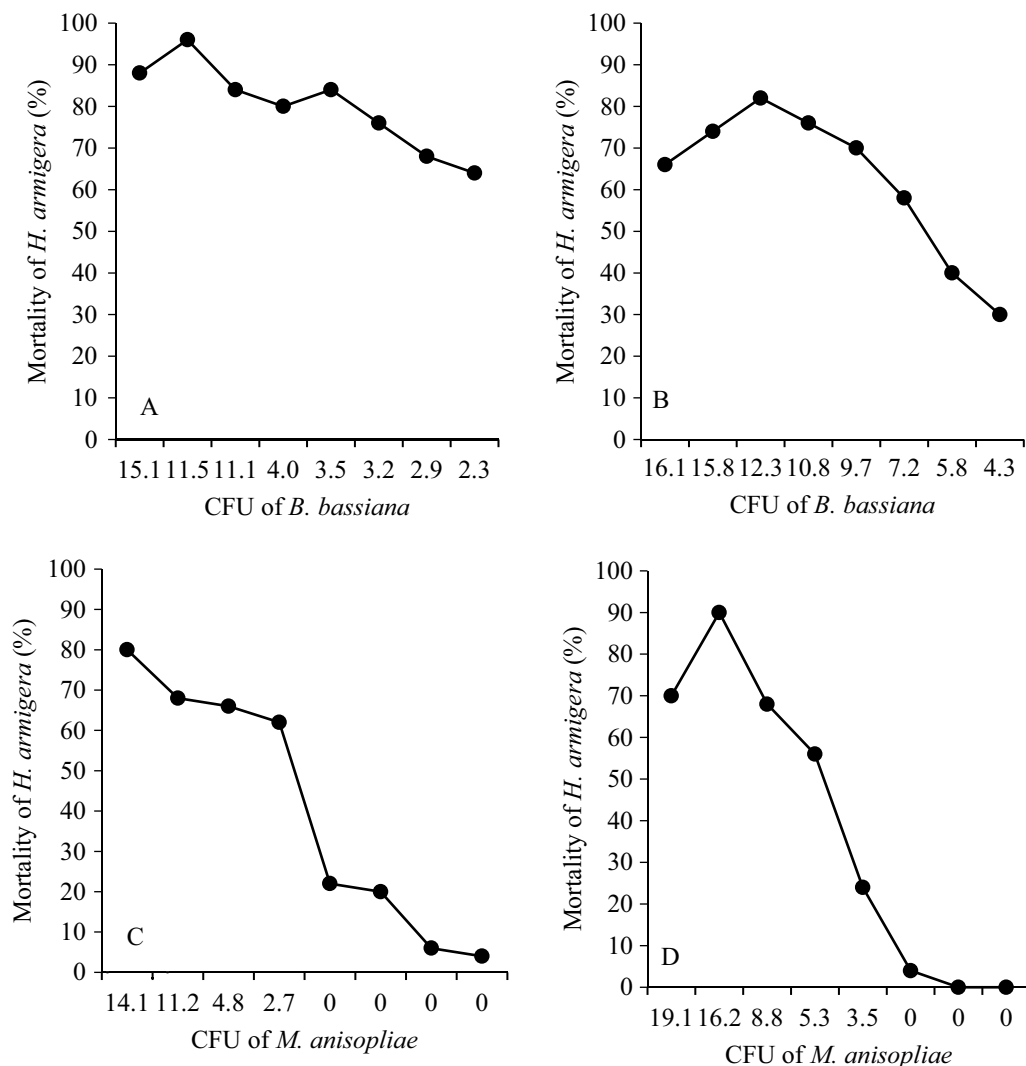 Mortality of H. armigera (%)
100
90
80
70
60
50
40
30
20
10
0
A
15.1 11.5 11.1 4.0 3.5 3.2 2.9 2.3
CFU of B. bassiana
Mortality of H. armigera (%)
100
90
80
70
60
50
40
30
20
10
0
B
16.1 15.8 12.3 10.8 9.7 7.2 5.8 4.3
CFU of B. bassiana
Mortality of H. armigera (%)
100
90
80
70
60
50
40
30
20
10
0
C
14.1 11.2 4.8 2.7 0 0 0 0
CFU of M. anisopliae
Mortality of H. armigera (%)
100
90
80
70
60
50
40
30
20
10
0
D
19.1 16.2 8.8 5.3 3.5 0 0 0
CFU of M. anisopliae